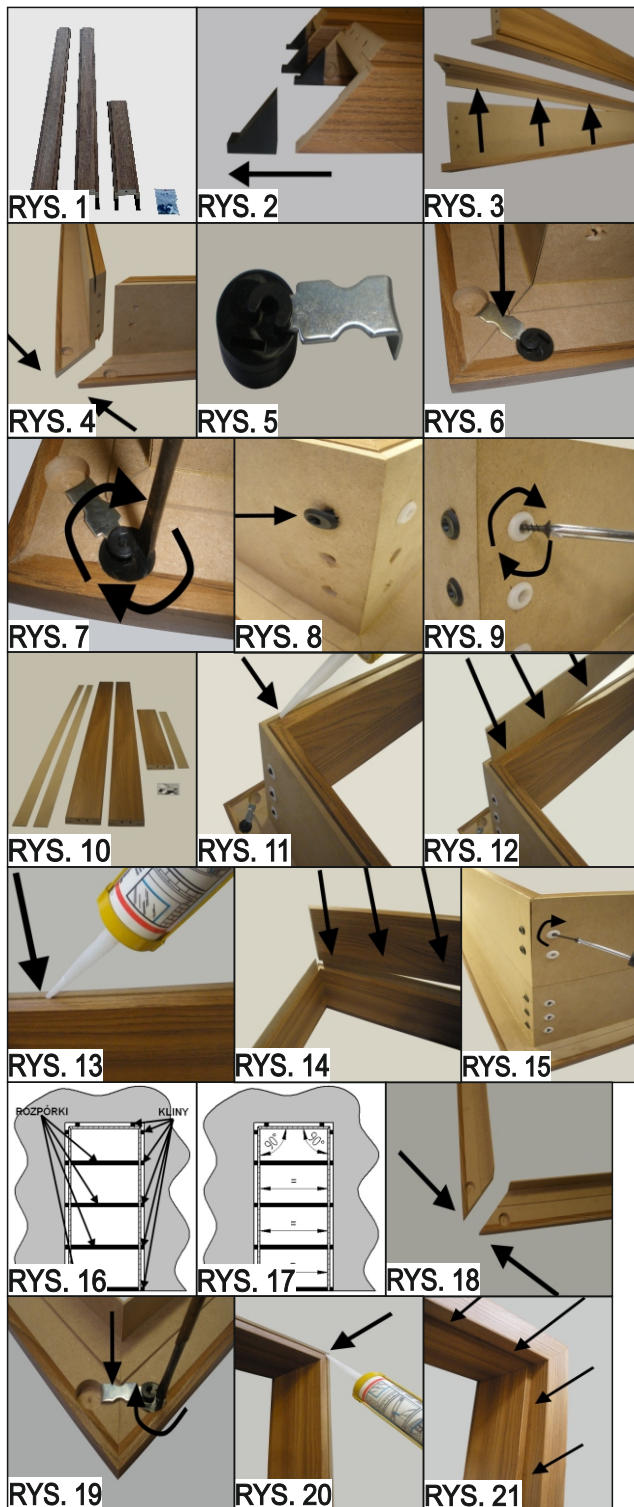 RYS. 1
RYS. 2
RYS. 3
RYS. 4
RYS. 5
RYS. 6
RYS. 7
RYS. 8
RYS. 9
RYS. 10
RYS. 11
RYS. 12
RYS. 13
RYS. 14
RYS. 15
ROZPÓRKI
KLINY
RYS. 16
90°
90°
=
=
RYS. 17
RYS. 18
RYS. 19
RYS. 20
RYS. 21